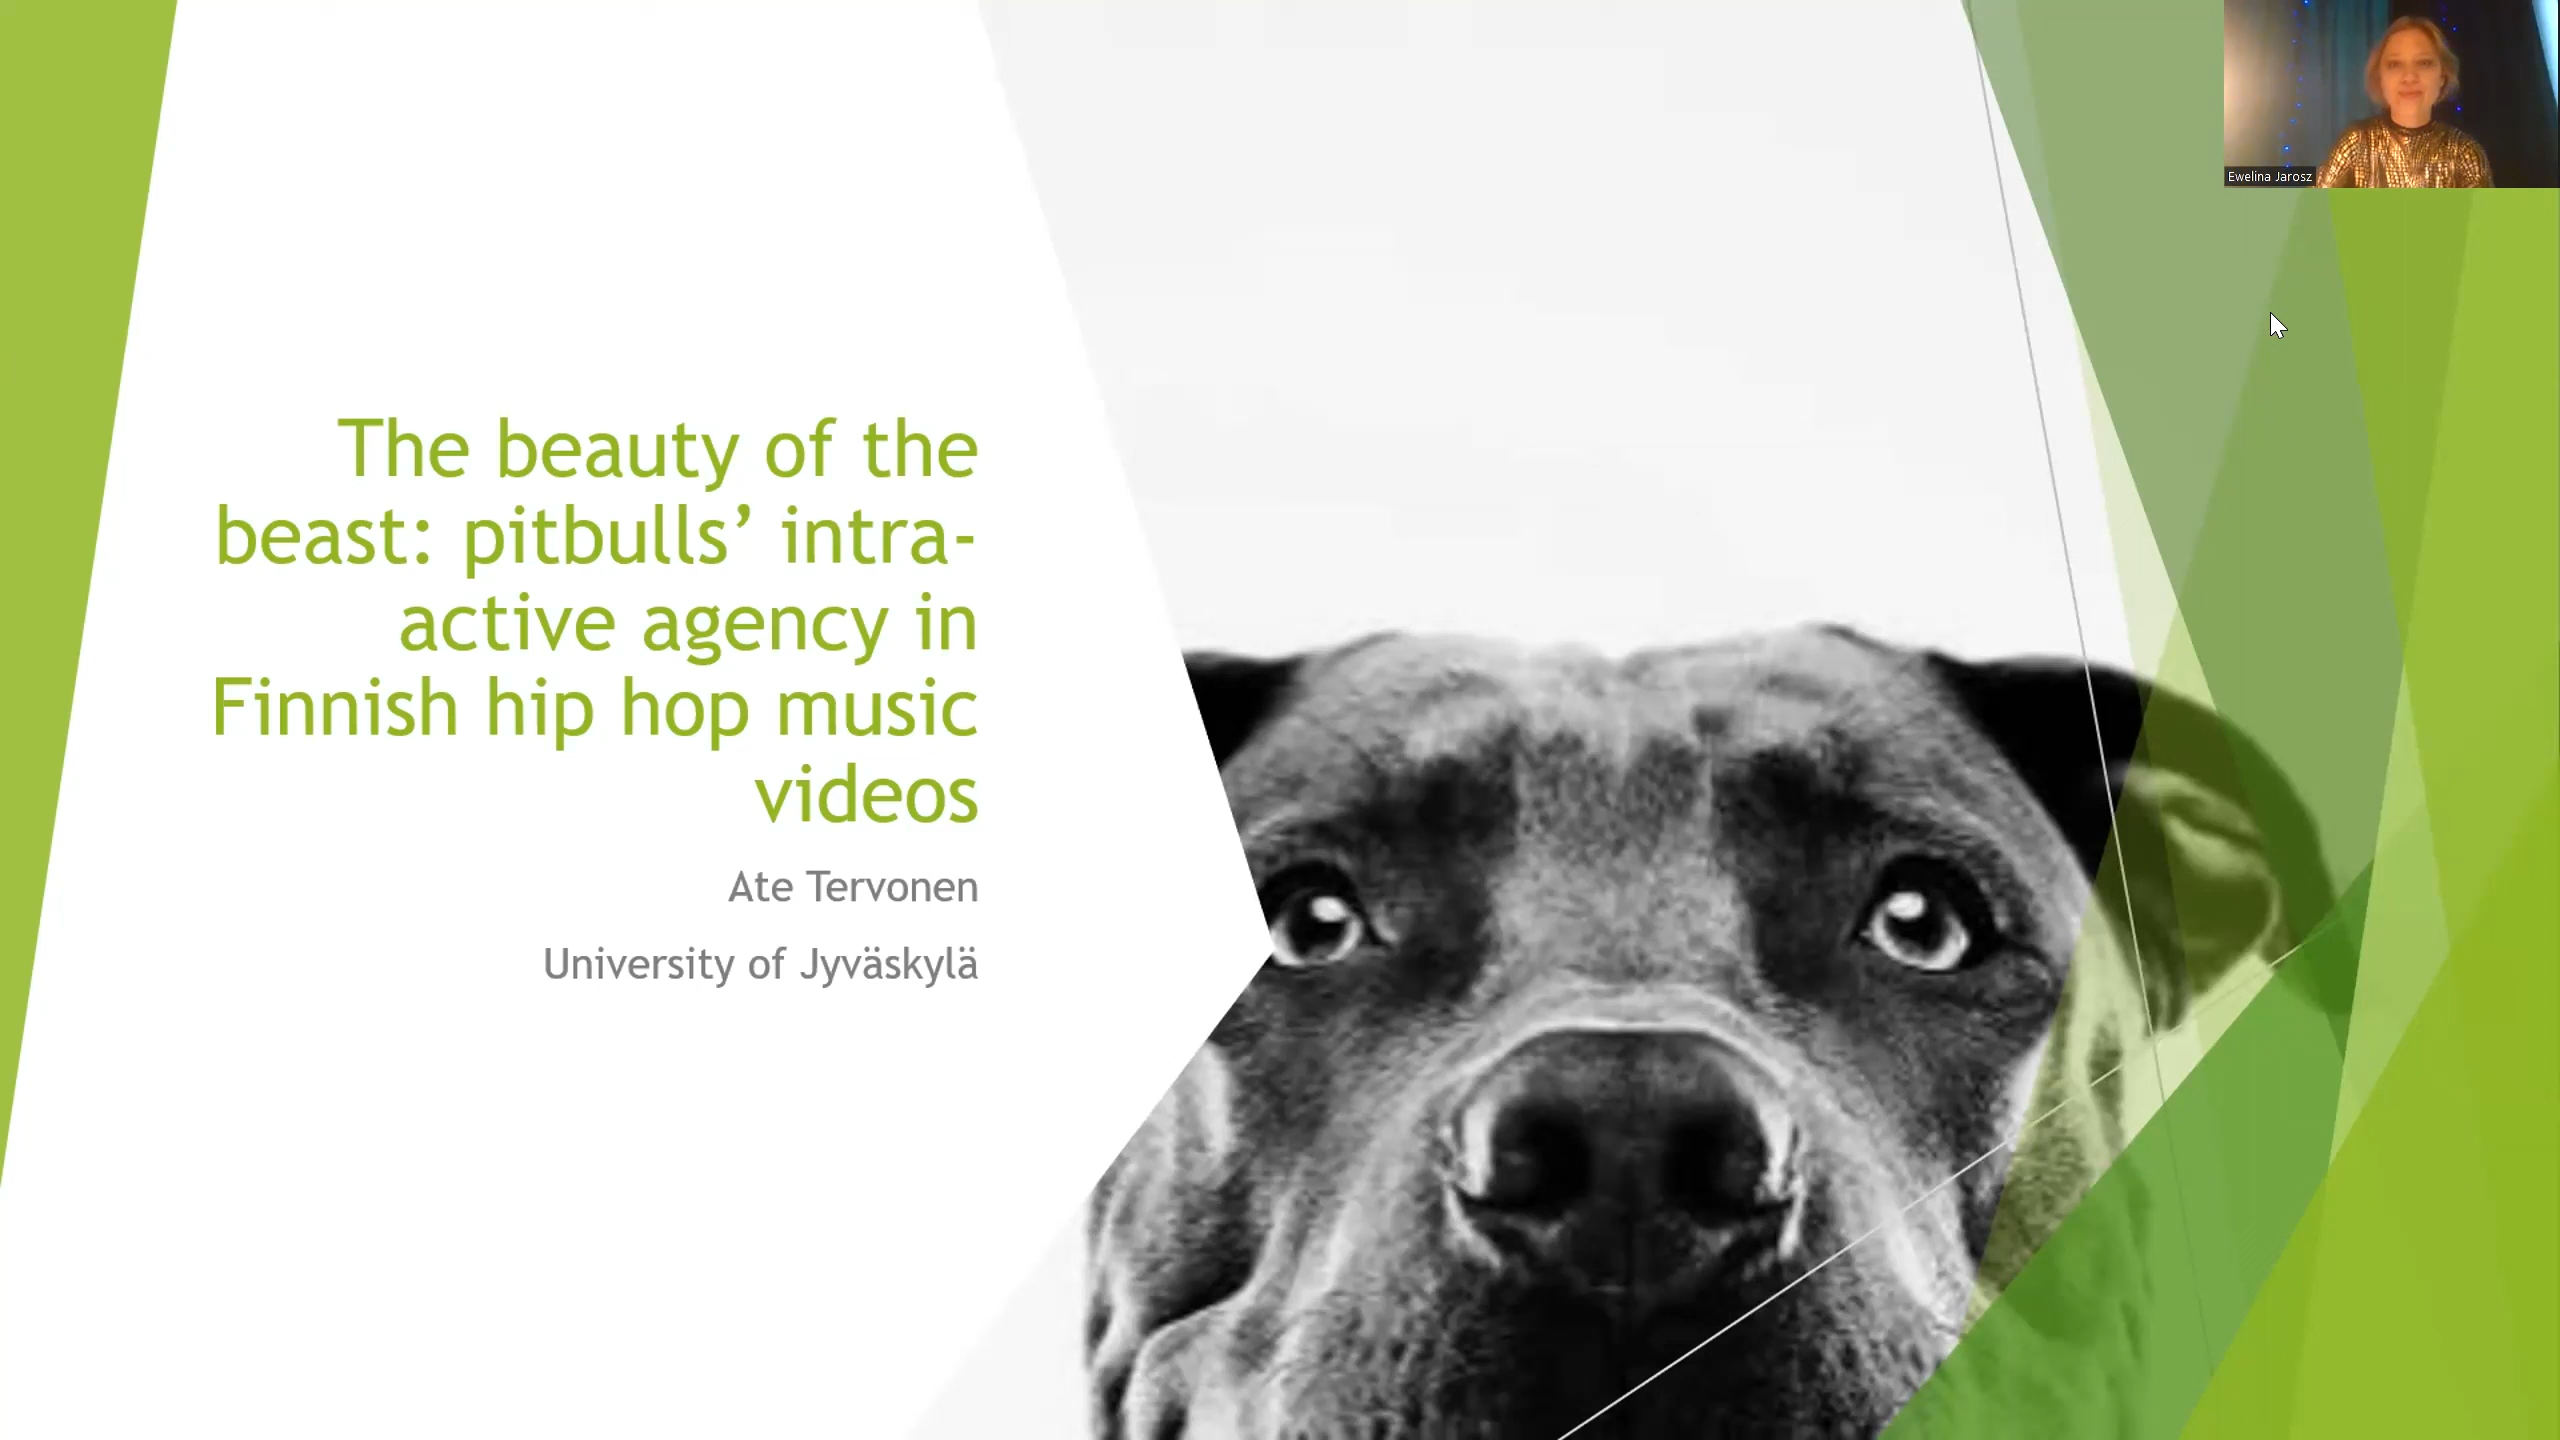 Ewelina Jarosz
The beauty of the
beast: pitbulls’ intra-
active agency in
Finnish hip hop music
videos
Ate Tervonen
University of Jyväskylä